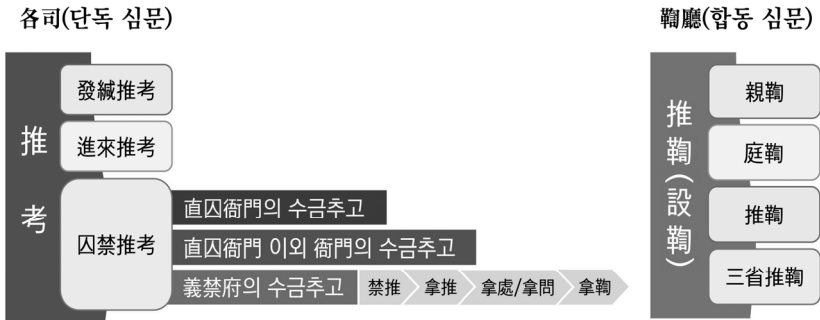 各司(단독 심문)
推考
發緘推考
進來推考
囚禁推考
直囚衙門의 수금추고
直囚衙門 이외 衙門의 수금추고
義禁府의 수금추고
禁推
拿推
拿處/拿問
拿鞫
鞫廳(합동 심문)
推鞫(設鞫)
親鞫
庭鞫
推鞫
三省推鞫